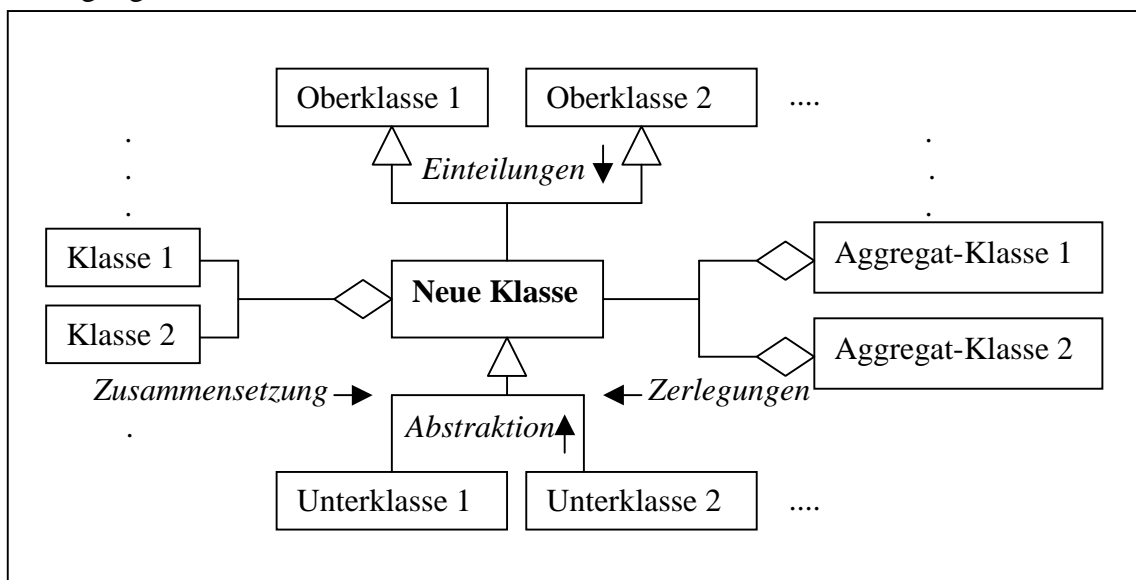 Oberklasse 1 Oberklasse 2 ....
Einteilungen
Klasse 1 Neue Klasse Aggregat-Klasse 1
Klasse 2 Aggregat-Klasse 2
Zusammensetzung Zerlegungen
Abstraktion
Unterklasse 1 Unterklasse 2 ....